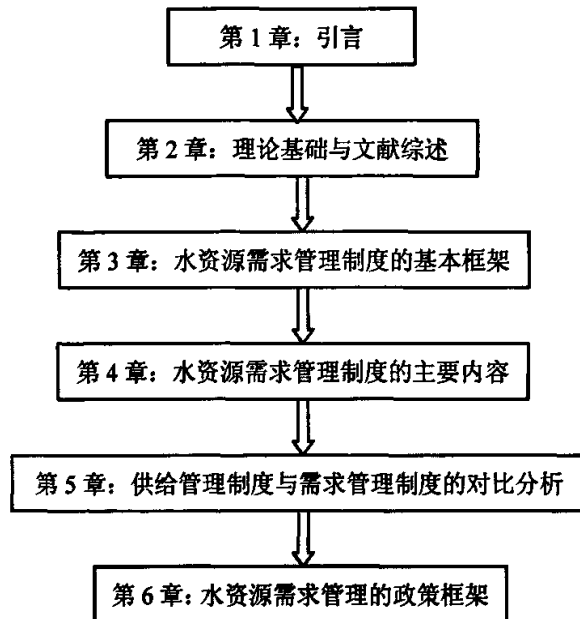 第 1 章：引言
第 2 章：理论基础与文献综述
第 3 章：水资源需求管理制度的基本框架
第 4 章：水资源需求管理制度的主要内容
第 5 章：供给管理制度与需求管理制度的对比分析
第 6 章：水资源需求管理的政策框架